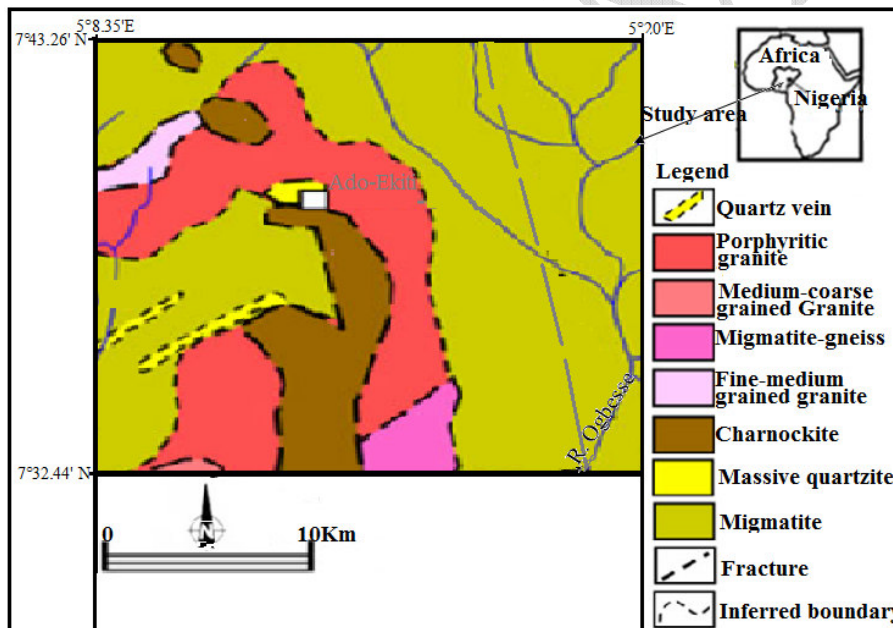 5°8.35'E
5°20'E
7°43.26' N
Africa
Nigeria
Study area
Ado-Ekiti
Legend
Quartz vein
Porphyritic
granite
Medium-coarse
grained Granite
Migmatite-gneiss
Fine-medium
grained granite
Charnockite
Massive quartzite
Migmatite
Fracture
Inferred boundary
R. Ogbesse
7°32.44' N
N
0 10Km